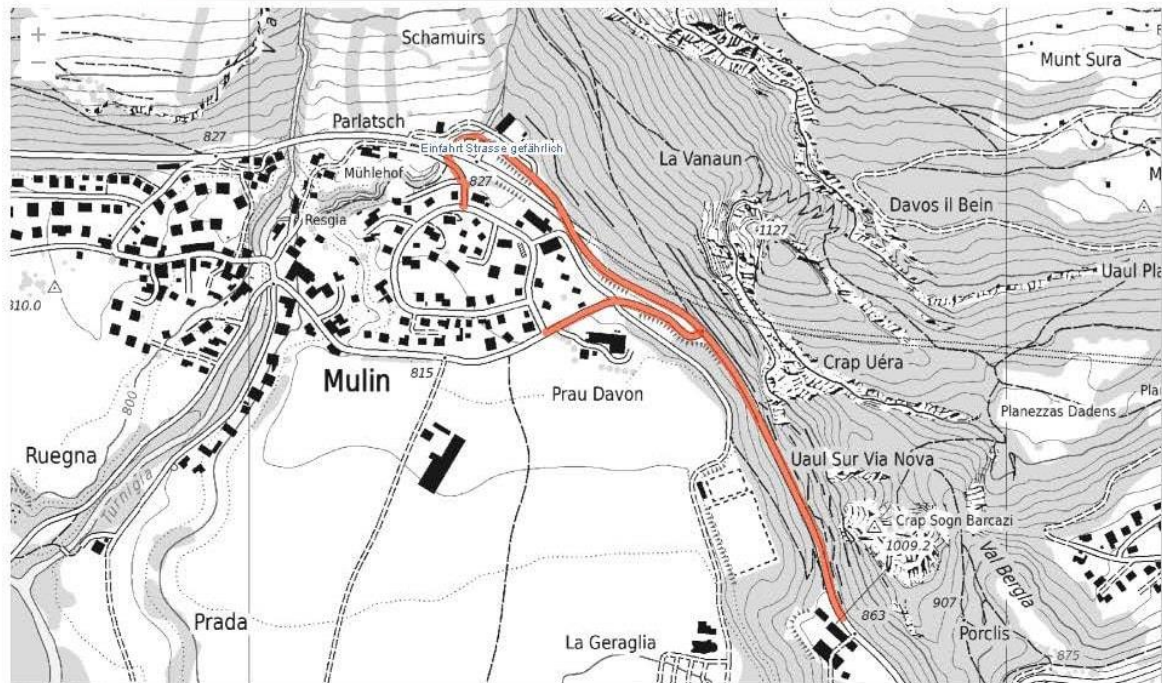 +
−
Schamuirs
Munt Sura
827
Parlatsch
Einfahrt Strasse gefährlich
La Vanaun
Mühlehof
827
Davos il Bein
Resgia
1127
Uaul Pla
810.0
Crap Uéra
Mulin
815
Prau Davon
Planezzas Dadens
Plan
800
Ruegna
Uaul Sur Via Nova
Turnigla
Crap Sogn Barcazi
1009.2
Val Bergla
907
863
Prada
La Geraglia
Porclis
875